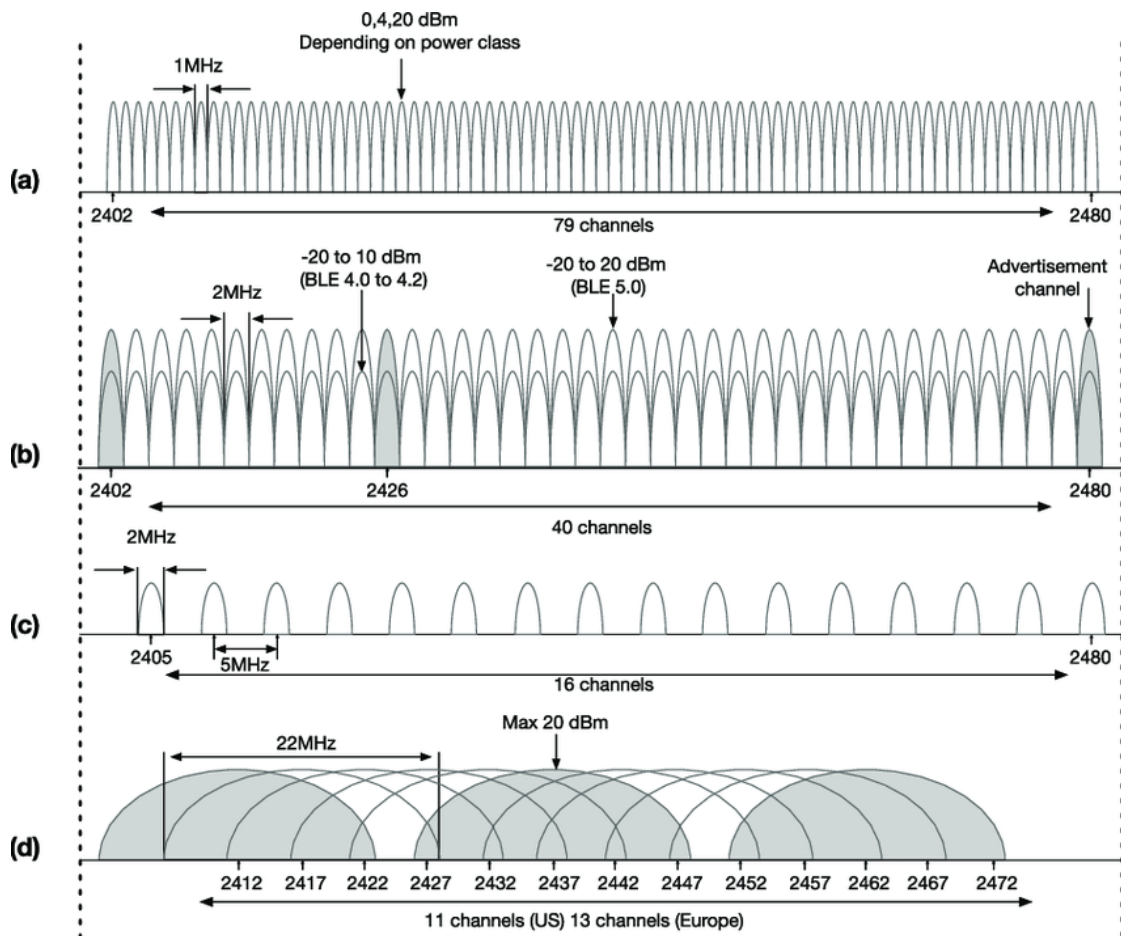 0,4,20 dBm
Depending on power class
1MHz
(a)
2402
2480
79 channels
-20 to 10 dBm
(BLE 4.0 to 4.2)
-20 to 20 dBm
(BLE 5.0)
Advertisement
channel
2MHz
(b)
2402
2426
2480
40 channels
2MHz
(c)
2405
5MHz
2480
16 channels
Max 20 dBm
22MHz
(d)
2412 2417 2422 2427 2432 2437 2442 2447 2452 2457 2462 2467 2472
11 channels (US) 13 channels (Europe)